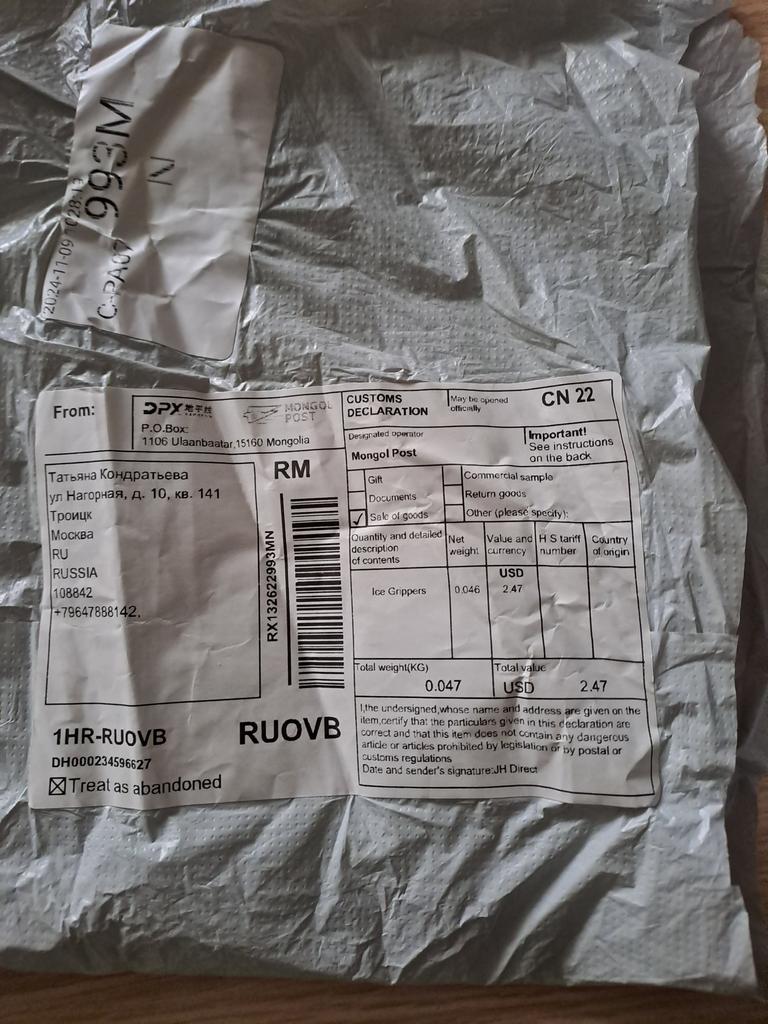 2024-11-09 1028:13
C-PA07 993M
N
From:
DPX 地平线
P.O.Box:
1106 Ulaanbaatar,15160 Mongolia
MONGOL
POST
CUSTOMS
DECLARATION
May be opened
officially
CN 22
Designated operator
Mongol Post
Important!
See instructions
on the back
Татьяна Кондратьева
ул Нагорная, д. 10, кв. 141
Троицк
Москва
RU
RUSSIA
108842
+79647888142,
RM
RX132622993MN
Gift
Documents
✓ Sale of goods
Commercial sample
Return goods
Other (please specify):
Quantity and detailed
description
of contents
Net
weight
Value and
currency
H S tariff
number
Country
of origin
USD
Ice Grippers 0.046 2.47
Total weight(KG)
0.047
Total value
USD 2.47
I,the undersigned,whose name and address are given on the
item,certify that the particulars given in this declaration are
correct and that this item does not contain any dangerous
article or articles prohibited by legislation or by postal or
customs regulations
Date and sender's signature:JH Direct
1HR-RUOVB
RUOVB
DH000234596627
☒ Treat as abandoned